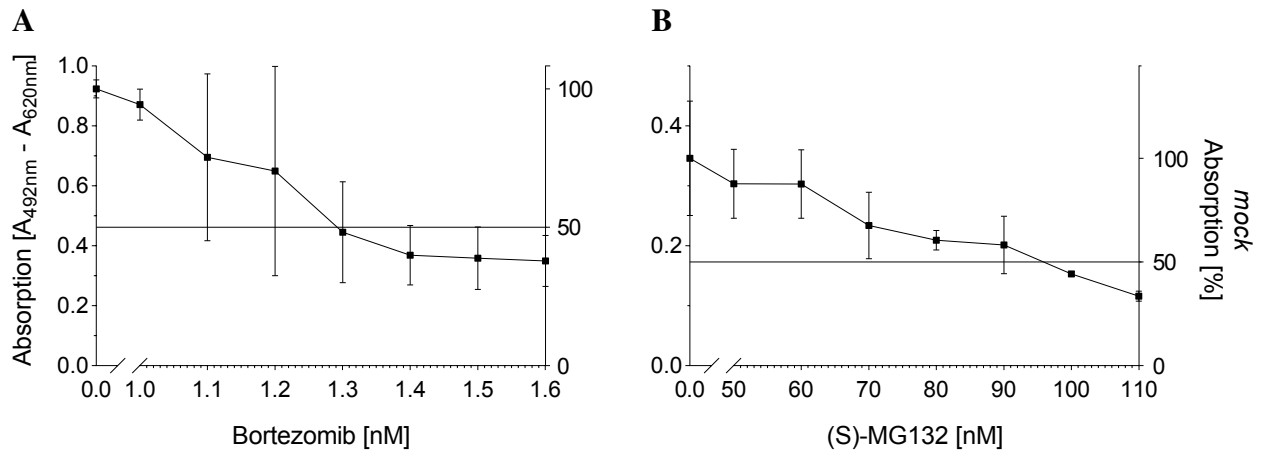 A
Absorption [A492nm - A620nm]
1.0
0.8
0.6
0.4
0.2
0.0
100
50
0
0.0 1.0 1.1 1.2 1.3 1.4 1.5 1.6
Bortezomib [nM]
B
0.4
0.2
0.0
100
50
0
mock
Absorption [%]
0.0 50 60 70 80 90 100 110
(S)-MG132 [nM]